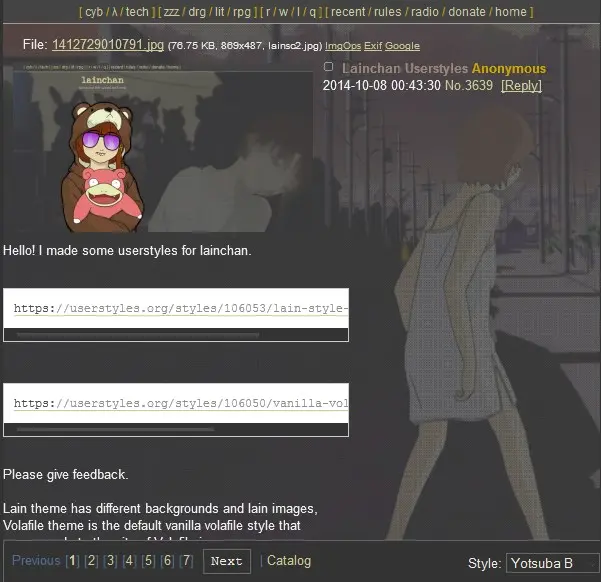 [ cyb / λ / tech ] [ zzz / drg / lit / rpg ] [ r / w / l / q ] [ recent / rules / radio / donate / home ]
File: 1412729010791.jpg (76.75 KB, 869x487, lainsc2.jpg) ImgOps Exif Google
lainchan
Lainchan Userstyles Anonymous
2014-10-08 00:43:30 No.3639 [Reply]
Hello! I made some userstyles for lainchan.
https://userstyles.org/styles/106053/lain-style-
https://userstyles.org/styles/106050/vanilla-vol
Please give feedback.
Lain theme has different backgrounds and lain images,
Volafile theme is the default vanilla volafile style that
Previous [1] [2] [3] [4] [5] [6] [7] Next | Catalog
Style: Yotsuba B